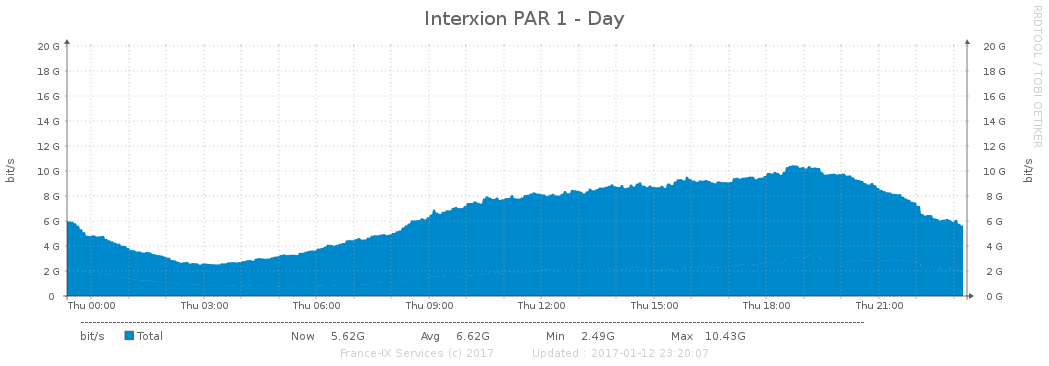 Interxion PAR 1 - Day
RRDTOOL / TOBI OETIKER
bit/s
bit/s
20 G 20 G
18 G 18 G
16 G 16 G
14 G 14 G
12 G 12 G
10 G 10 G
8 G 8 G
6 G 6 G
4 G 4 G
2 G 2 G
0 0 G
Thu 00:00 Thu 03:00 Thu 06:00 Thu 09:00 Thu 12:00 Thu 15:00 Thu 18:00 Thu 21:00
bit/s Total Now 5.62G Avg 6.62G Min 2.49G Max 10.43G
France-IX Services (c) 2017 Updated : 2017-01-12 23:20:07